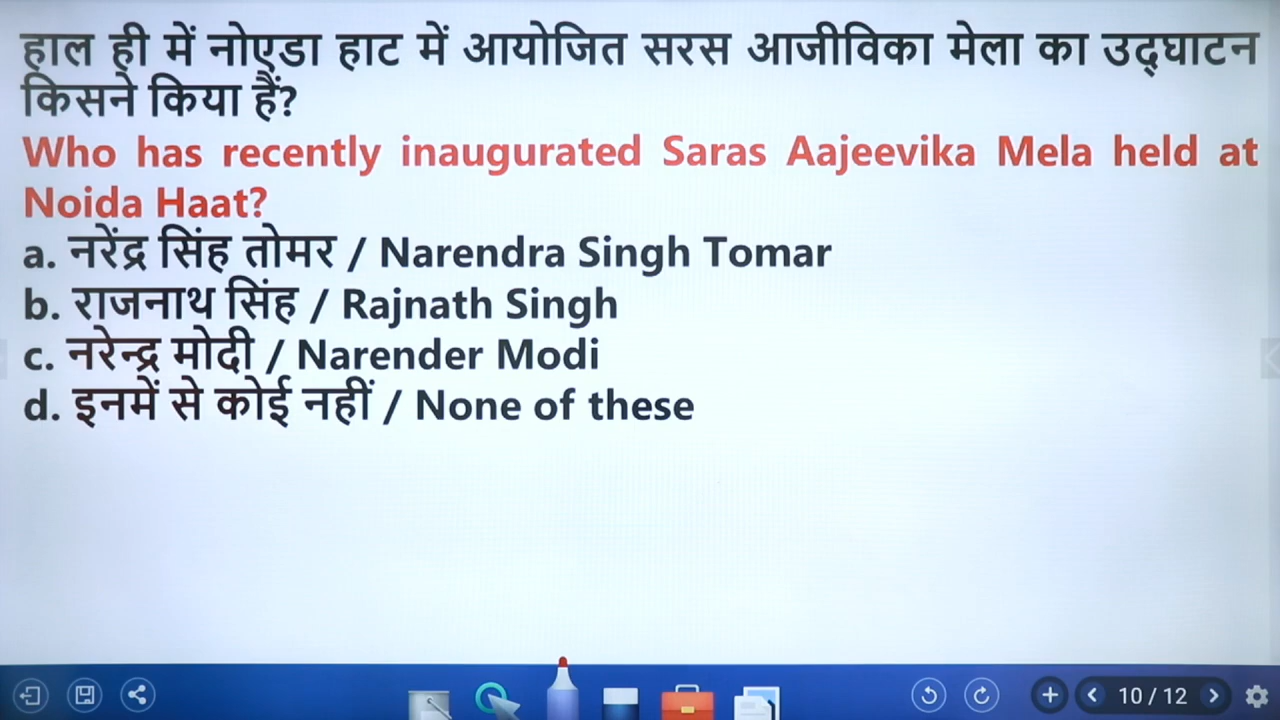 हाल ही में नोएडा हाट में आयोजित सरस आजीविका मेला का उद्घाटन
किसने किया हैं?
Who has recently inaugurated Saras Aajeevika Mela held at
Noida Haat?
a. नरेंद्र सिंह तोमर / Narendra Singh Tomar
b. राजनाथ सिंह / Rajnath Singh
c. नरेन्द्र मोदी / Narender Modi
d. इनमें से कोई नहीं / None of these
10 / 12